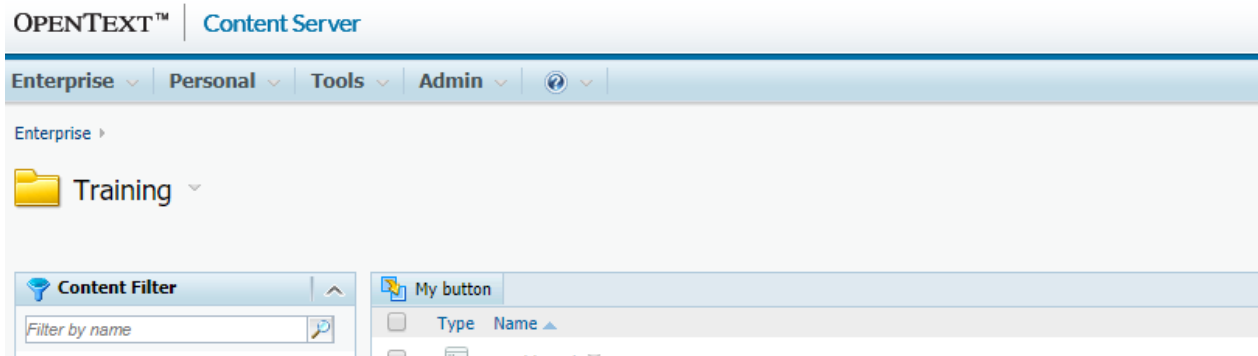 OPENTEXT™ Content Server
Enterprise Personal Tools Admin ?
Enterprise
Training
Content Filter
My button
Filter by name
Type Name